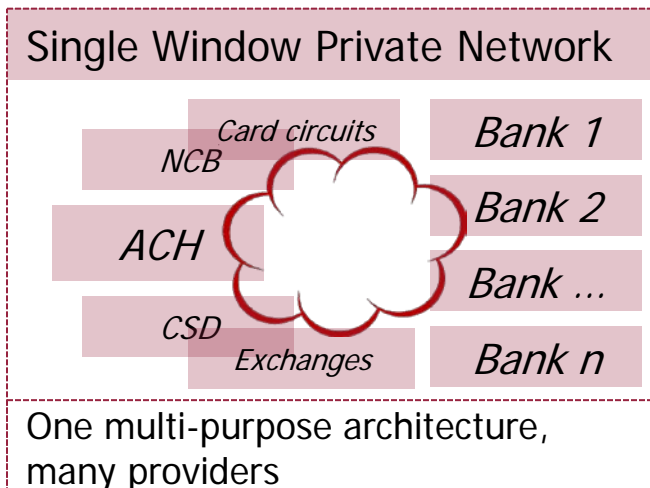 Single Window Private Network
Card circuits
NCB
ACH
CSD
Exchanges
Bank 1
Bank 2
Bank ...
Bank n
One multi-purpose architecture,
many providers